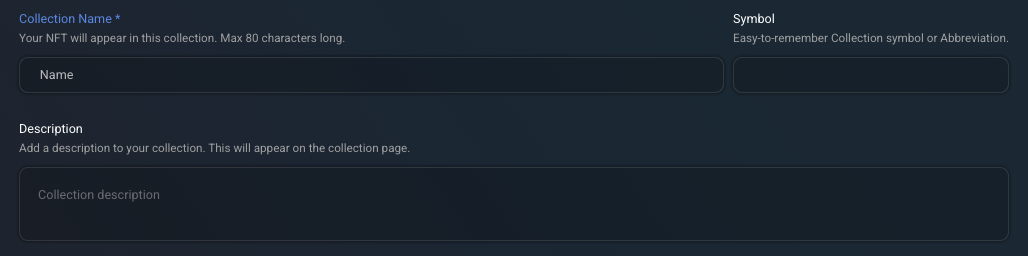 Collection Name *
Your NFT will appear in this collection. Max 80 characters long.
Name
Symbol
Easy-to-remember Collection symbol or Abbreviation.
Description
Add a description to your collection. This will appear on the collection page.
Collection description